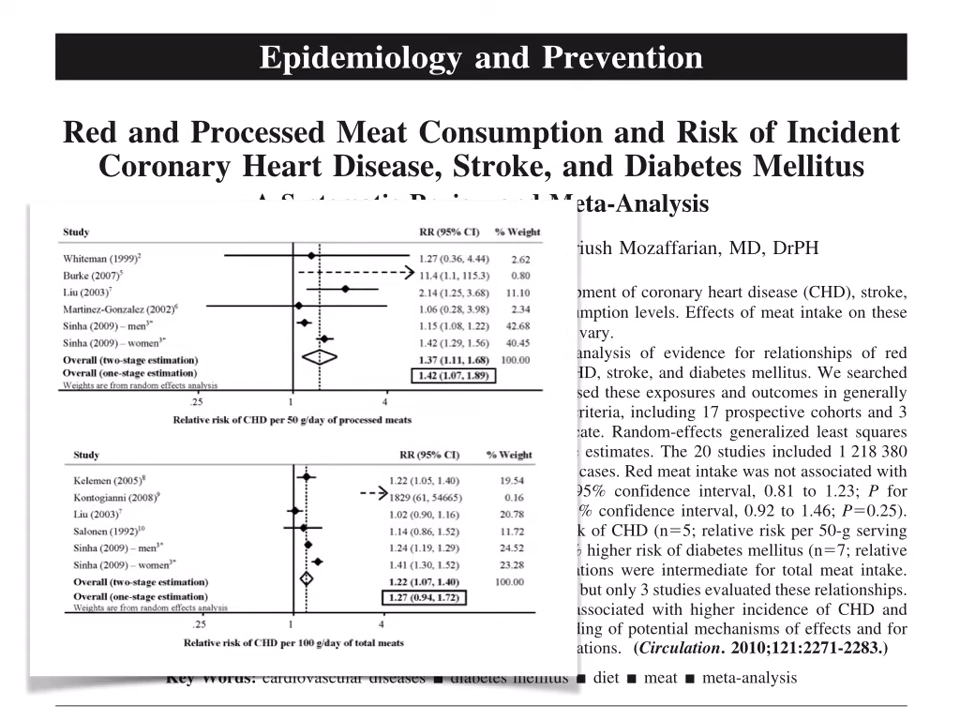 Epidemiology and Prevention
Red and Processed Meat Consumption and Risk of Incident
Coronary Heart Disease, Stroke, and Diabetes Mellitus
A Systematic Review and Meta-Analysis
Study RR (95% CI) % Weight
Whiteman (1999)2 1.27 (0.36, 4.44) 2.62
Burke (2007)5 11.4 (1.1, 115.3) 0.80
Liu (2003)7 2.14 (1.25, 3.68) 11.10
Martinez-Gonzalez (2002)6 1.06 (0.28, 3.98) 2.34
Sinha (2009) – men3* 1.15 (1.08, 1.22) 42.68
Sinha (2009) – women3* 1.42 (1.29, 1.56) 40.45
Overall (two-stage estimation) 1.37 (1.11, 1.68) 100.00
Overall (one-stage estimation) 1.42 (1.07, 1.89)
Weights are from random effects analysis
.25 1 4
Relative risk of CHD per 50 g/day of processed meats
Study RR (95% CI) % Weight
Kelemen (2005)8 1.22 (1.05, 1.40) 19.54
Kontogianni (2008)9 1829 (61, 54665) 0.16
Liu (2003)7 1.02 (0.90, 1.16) 20.78
Salonen (1992)10 1.14 (0.86, 1.52) 11.72
Sinha (2009) – men3* 1.24 (1.19, 1.29) 24.52
Sinha (2009) – women3* 1.41 (1.30, 1.52) 23.28
Overall (two-stage estimation) 1.22 (1.07, 1.40) 100.00
Overall (one-stage estimation) 1.27 (0.94, 1.72)
Weights are from random effects analysis
.25 1 4
Relative risk of CHD per 100 g/day of total meats
Mozaffarian, MD, DrPH
of coronary heart disease (CHD), stroke,
levels. Effects of meat intake on these
vary.
of evidence for relationships of red
stroke, and diabetes mellitus. We searched
these exposures and outcomes in generally
including 17 prospective cohorts and 3
Random-effects generalized least squares
estimates. The 20 studies included 1 218 380
cases. Red meat intake was not associated with
95% confidence interval, 0.81 to 1.23; P for
% confidence interval, 0.92 to 1.46; P=0.25).
of CHD (n=5; relative risk per 50-g serving
higher risk of diabetes mellitus (n=7; relative
were intermediate for total meat intake.
but only 3 studies evaluated these relationships.
associated with higher incidence of CHD and
of potential mechanisms of effects and for
(Circulation. 2010;121:2271-2283.)
Key Words: cardiovascular diseases ■ diabetes mellitus ■ diet ■ meat ■ meta-analysis